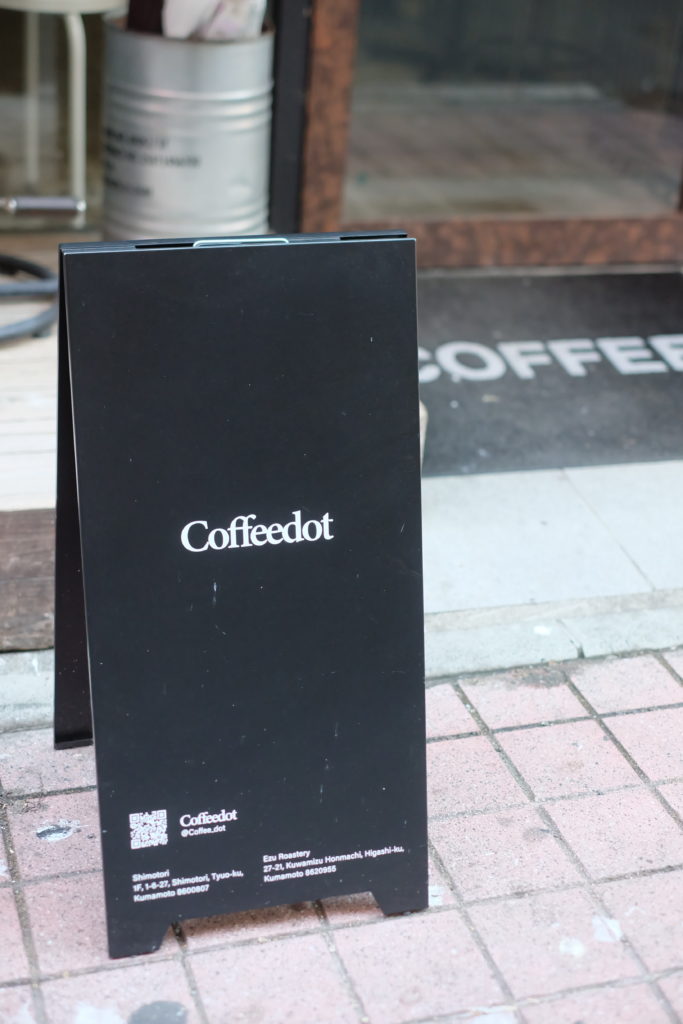 COFFEE
Coffeedot
Coffeedot
@Coffee_dot
Shimotori
1F, 1-6-27, Shimotori, Tyuo-ku,
Kumamoto 8600807
Ezu Roastery
27-21, Kuwamizu Honmachi, Higashi-ku,
Kumamoto 8620955